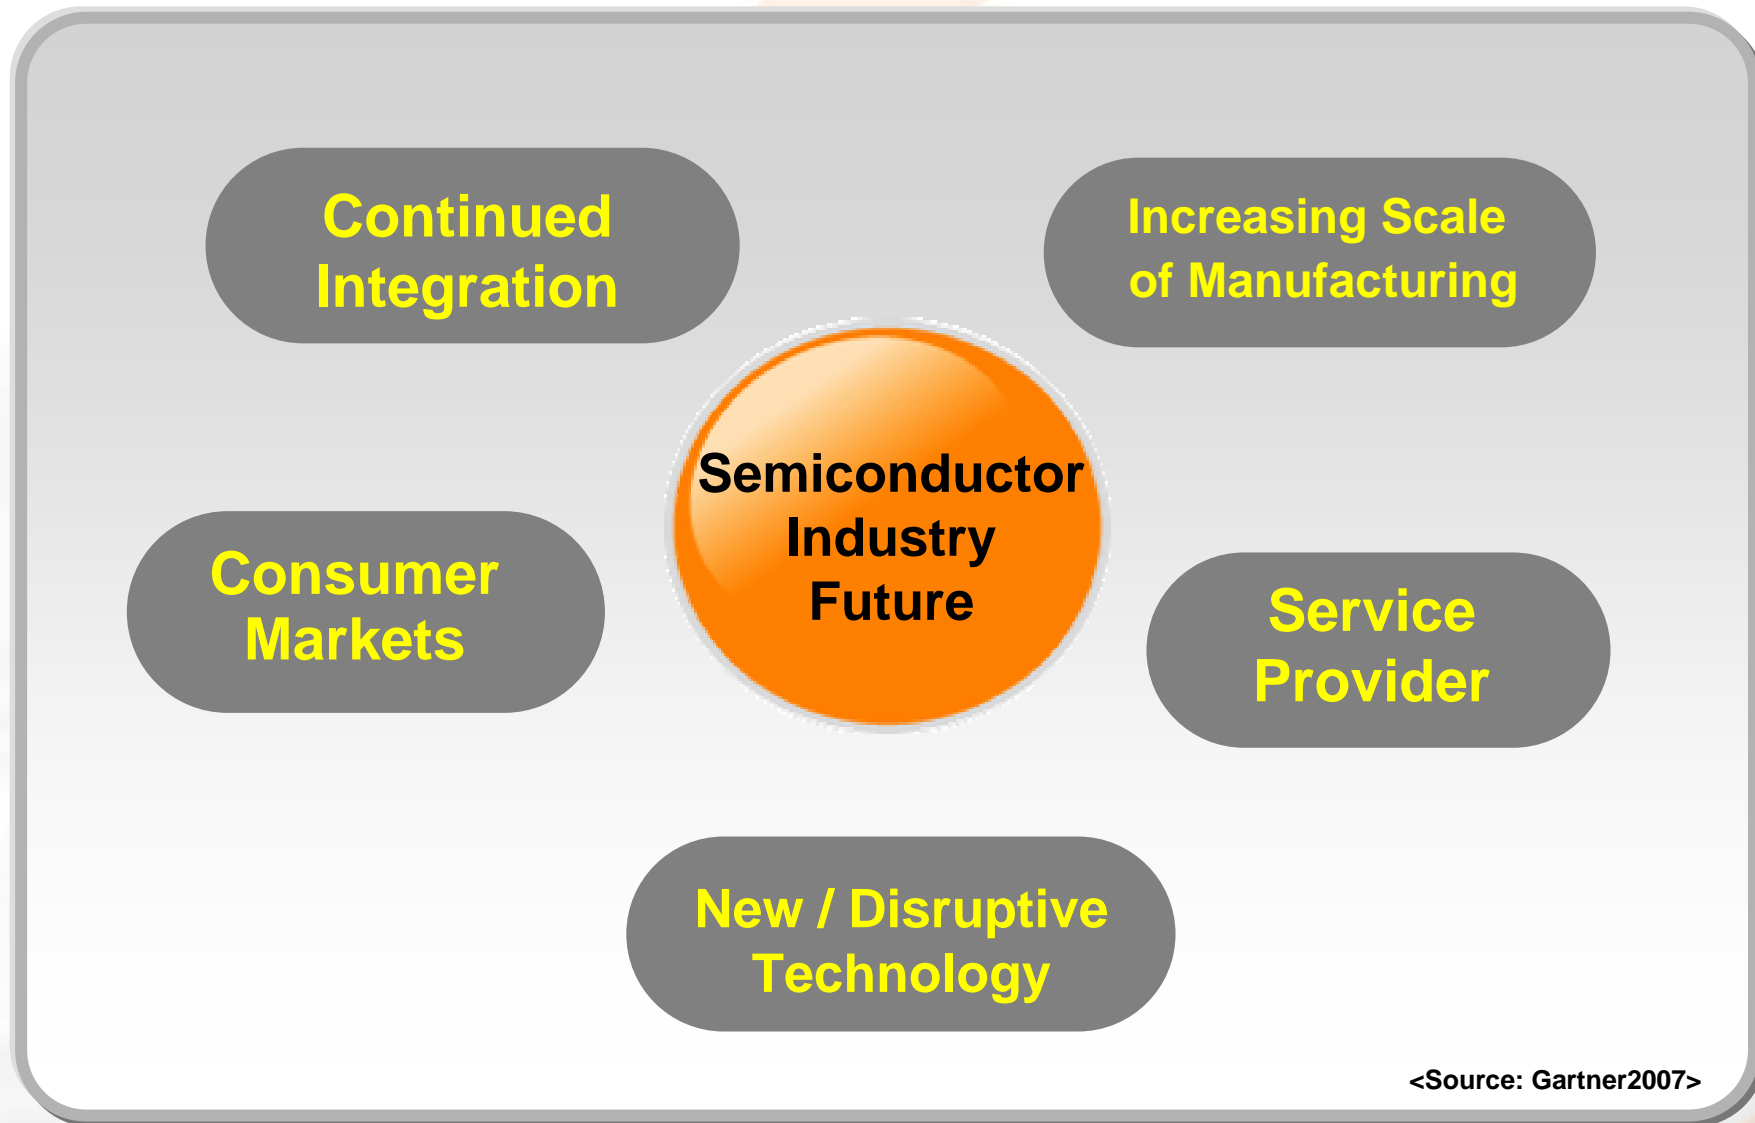 Continued
Integration
Increasing Scale
of Manufacturing
Semiconductor
Industry
Future
Consumer
Markets
Service
Provider
New / Disruptive
Technology
<Source: Gartner2007>